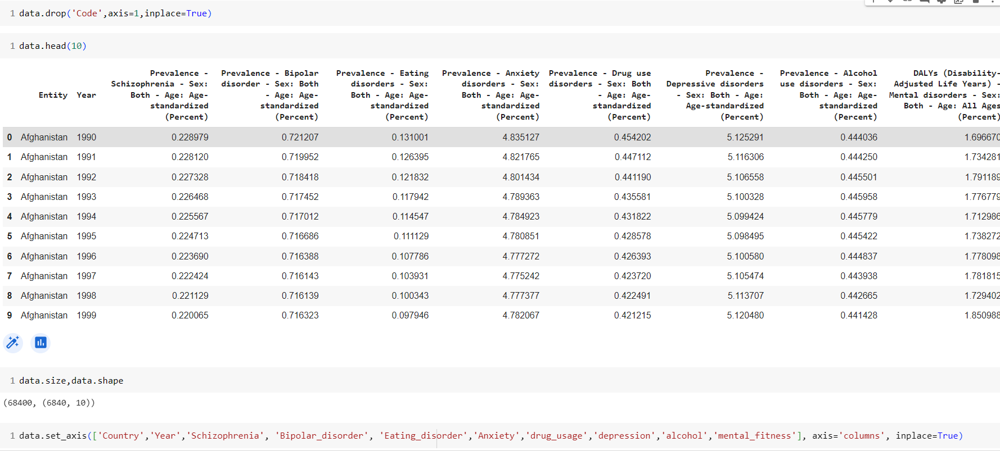 1 data.drop('Code',axis=1,inplace=True)
1 data.head(10)
Entity Year Prevalence - Schizophrenia - Sex: Both - Age: Age-standardized (Percent) Prevalence - Bipolar disorder - Sex: Both - Age: Age-standardized (Percent) Prevalence - Eating disorders - Sex: Both - Age: Age-standardized (Percent) Prevalence - Anxiety disorders - Sex: Both - Age: Age-standardized (Percent) Prevalence - Drug use disorders - Sex: Both - Age: Age-standardized (Percent) Prevalence - Depressive disorders - Sex: Both - Age: Age-standardized (Percent) Prevalence - Alcohol use disorders - Sex: Both - Age: Age-standardized (Percent) DALYs (Disability-Adjusted Life Years) - Mental disorders - Sex: Both - Age: All Ages (Percent)
0 Afghanistan 1990 0.228979 0.721207 0.131001 4.835127 0.454202 5.125291 0.444036 1.696670
1 Afghanistan 1991 0.228120 0.719952 0.126395 4.821765 0.447112 5.116306 0.444250 1.734281
2 Afghanistan 1992 0.227328 0.718418 0.121832 4.801434 0.441190 5.106558 0.445501 1.791189
3 Afghanistan 1993 0.226468 0.717452 0.117942 4.789363 0.435581 5.100328 0.445958 1.776779
4 Afghanistan 1994 0.225567 0.717012 0.114547 4.784923 0.431822 5.099424 0.445779 1.712986
5 Afghanistan 1995 0.224713 0.716686 0.111129 4.780851 0.428578 5.098495 0.445422 1.738272
6 Afghanistan 1996 0.223690 0.716388 0.107786 4.777272 0.426393 5.100580 0.444837 1.778098
7 Afghanistan 1997 0.222424 0.716143 0.103931 4.775242 0.423720 5.105474 0.443938 1.781815
8 Afghanistan 1998 0.221129 0.716139 0.100343 4.777377 0.422491 5.113707 0.442665 1.729402
9 Afghanistan 1999 0.220065 0.716323 0.097946 4.782067 0.421215 5.120480 0.441428 1.850988
1 data.size,data.shape
(68400, (6840, 10))
1 data.set_axis(['Country','Year','Schizophrenia', 'Bipolar_disorder', 'Eating_disorder','Anxiety','drug_usage','depression','alcohol','mental_fitness'], axis='columns', inplace=True)